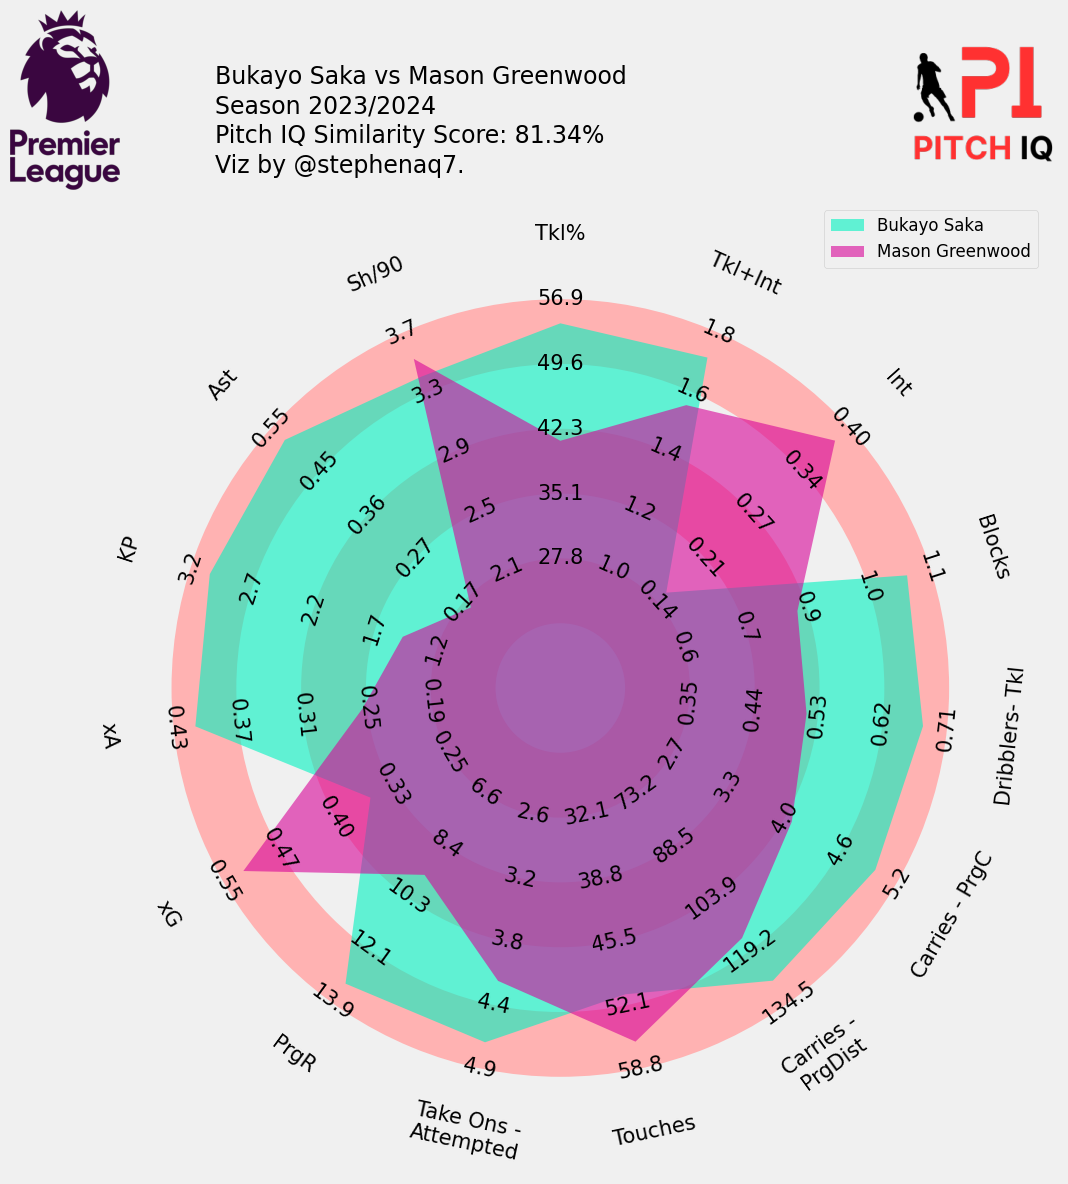 Bukayo Saka vs Mason Greenwood
Season 2023/2024
Pitch IQ Similarity Score: 81.34%
Viz by @stephenaq7.
Premier
League
PI
PITCH IQ
Bukayo Saka
Mason Greenwood
Tkl%
56.9
49.6
42.3
35.1
27.8
Tkl+Int
1.8
1.6
1.4
1.2
1.0
Int
0.40
0.34
0.27
0.21
0.14
Blocks
1.1
1.0
0.9
0.7
0.6
Dribblers- Tkl
0.71
0.62
0.53
0.44
0.35
Carries - PrgC
5.2
4.6
4.0
3.3
2.7
Carries -
PrgDist
134.5
119.2
103.9
88.5
73.2
Touches
58.8
52.1
45.5
38.8
32.1
Take Ons -
Attempted
4.9
4.4
3.8
3.2
2.6
PrgR
13.9
12.1
10.3
8.4
6.6
xG
0.55
0.47
0.40
0.33
0.25
xA
0.43
0.37
0.31
0.25
0.19
KP
3.2
2.7
2.2
1.7
1.2
Ast
0.55
0.45
0.36
0.27
0.17
Sh/90
3.7
3.3
2.9
2.5
2.1